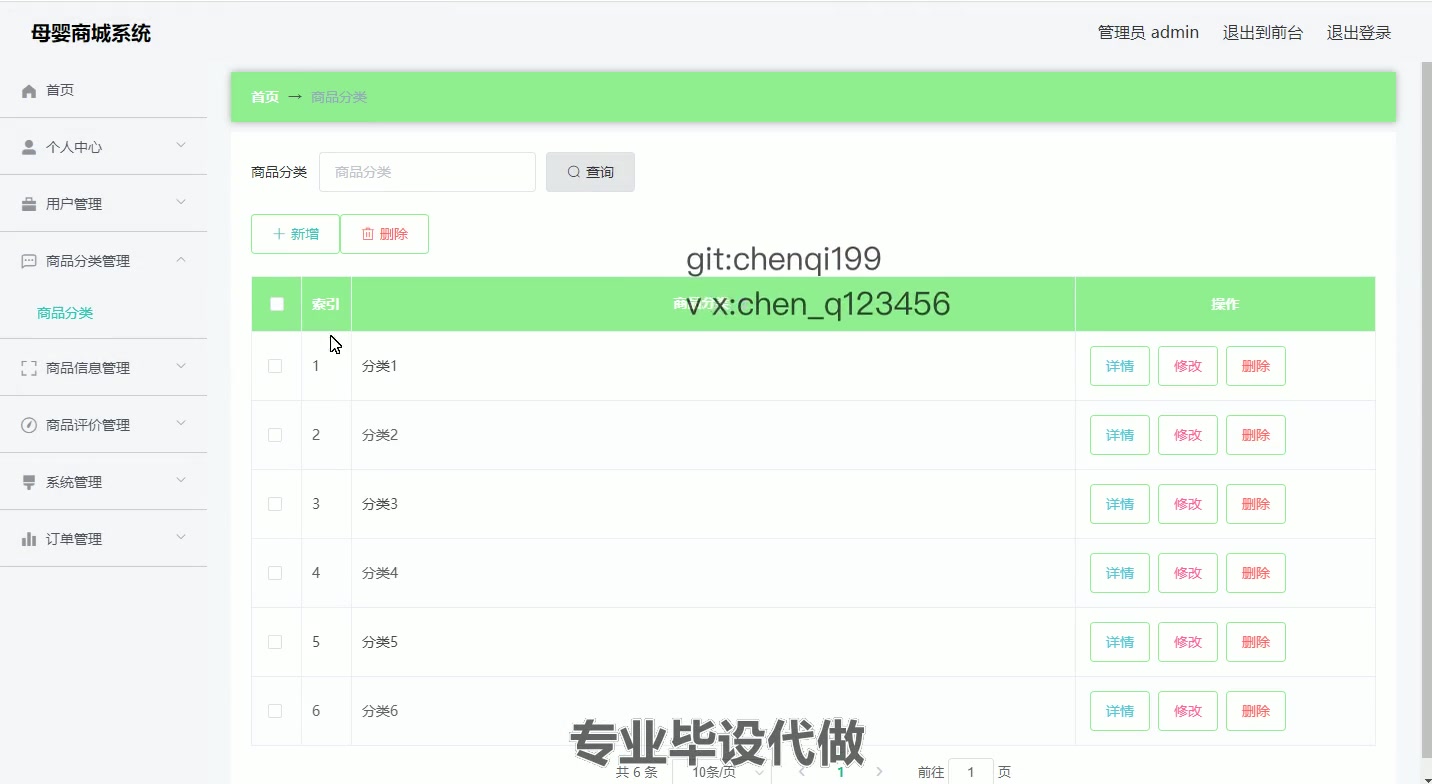 母婴商城系统
管理员 admin 退出到前台 退出登录
首页
个人中心
用户管理
商品分类管理
商品分类
商品信息管理
商品评价管理
系统管理
订单管理
首页 → 商品分类
商品分类 商品分类 查询
新增 删除
git:chenqi199
v x:chen_q123456
索引 商品分类 操作
1 分类1 详情 修改 删除
2 分类2 详情 修改 删除
3 分类3 详情 修改 删除
4 分类4 详情 修改 删除
5 分类5 详情 修改 删除
6 分类6 详情 修改 删除
专业毕设代做
共 6 条 10条/页 1 前往 1 页